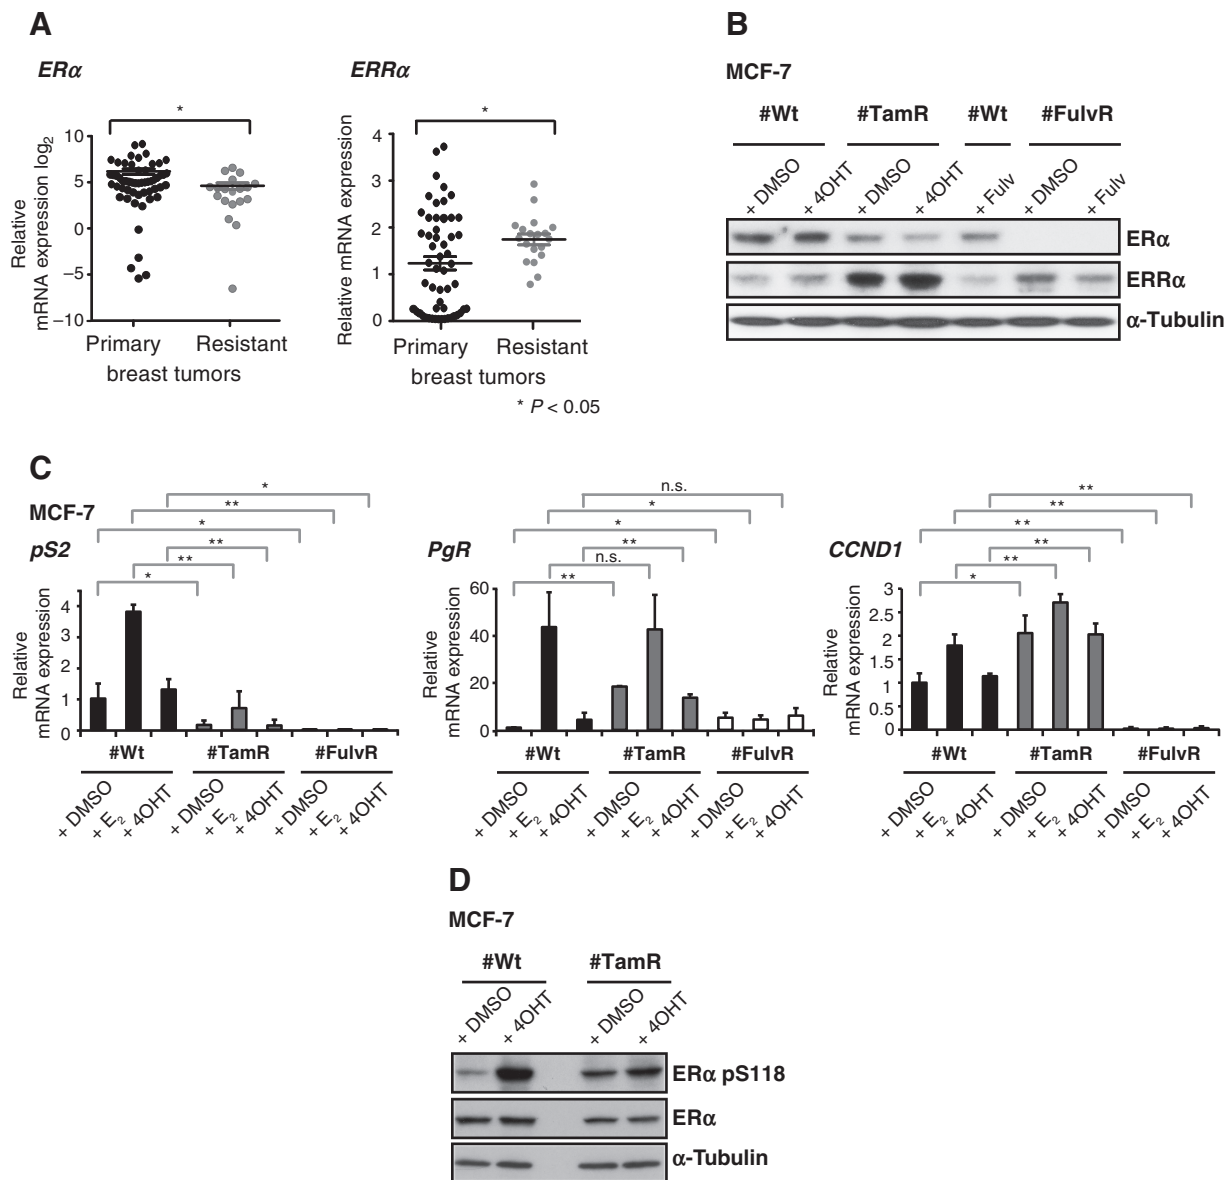 A
ERα
ERRα
*
*
Relative
mRNA expression log2
10
5
0
−5
−10
Primary
Resistant
breast tumors
Relative mRNA expression
4
3
2
1
0
Primary
Resistant
breast tumors
* P < 0.05
B
MCF-7
#Wt
#TamR
#Wt
#FulvR
+ DMSO
+ 4OHT
+ DMSO
+ 4OHT
+ Fulv
+ DMSO
+ Fulv
ERα
ERRα
α-Tubulin
C
MCF-7
pS2
*
**
*
**
**
*
Relative
mRNA expression
4
3
2
1
0
#Wt
#TamR
#FulvR
+ DMSO
+ E2
+ 4OHT
+ DMSO
+ E2
+ 4OHT
+ DMSO
+ E2
+ 4OHT
PgR
n.s.
*
*
**
n.s.
**
Relative
mRNA expression
60
40
20
0
#Wt
#TamR
#FulvR
+ DMSO
+ E2
+ 4OHT
+ DMSO
+ E2
+ 4OHT
+ DMSO
+ E2
+ 4OHT
CCND1
**
**
**
**
**
*
Relative
mRNA expression
3
2.5
2
1.5
1
0.5
0
#Wt
#TamR
#FulvR
+ DMSO
+ E2
+ 4OHT
+ DMSO
+ E2
+ 4OHT
+ DMSO
+ E2
+ 4OHT
D
MCF-7
#Wt
#TamR
+ DMSO
+ 4OHT
+ DMSO
+ 4OHT
ERα pS118
ERα
α-Tubulin